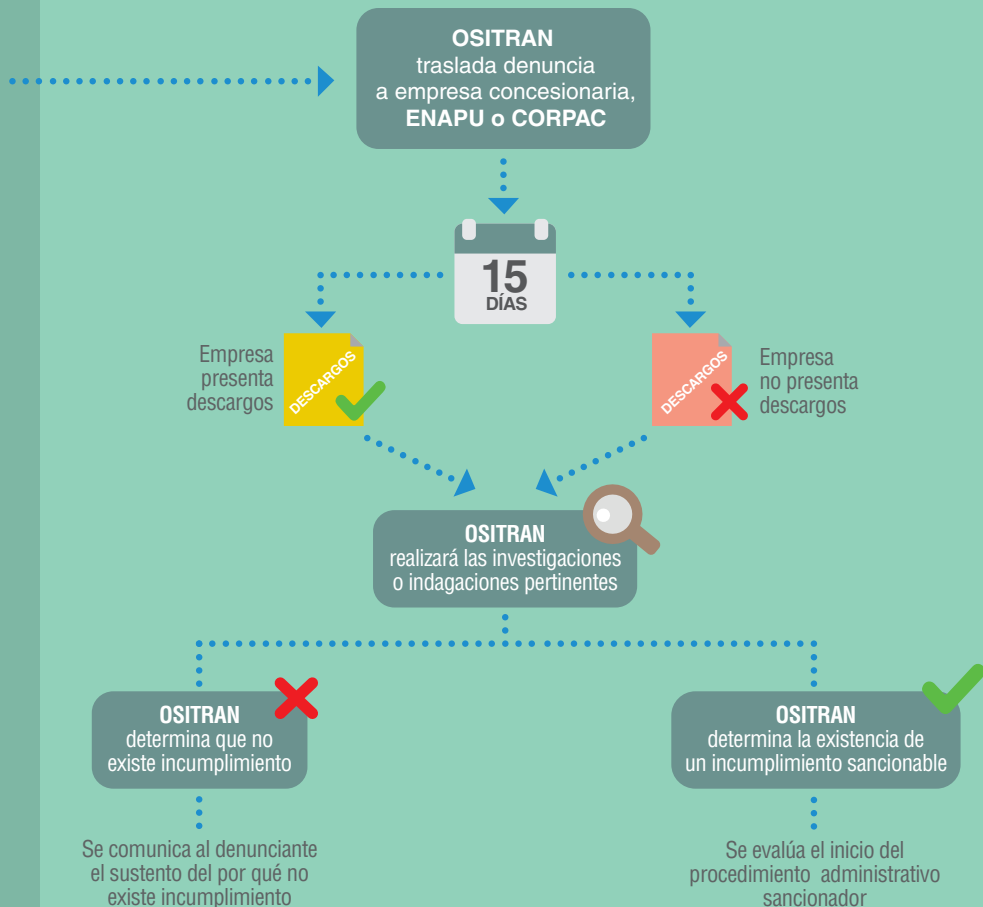 OSITRAN
traslada denuncia
a empresa concesionaria,
ENAPU o CORPAC
15
DÍAS
Empresa
presenta
descargos
DESCARGOS
DESCARGOS
Empresa
no presenta
descargos
OSITRAN
realizará las investigaciones
o indagaciones pertinentes
OSITRAN
determina que no
existe incumplimiento
OSITRAN
determina la existencia de
un incumplimiento sancionable
Se comunica al denunciante
el sustento del por qué no
existe incumplimiento
Se evalúa el inicio del
procedimiento administrativo
sancionador